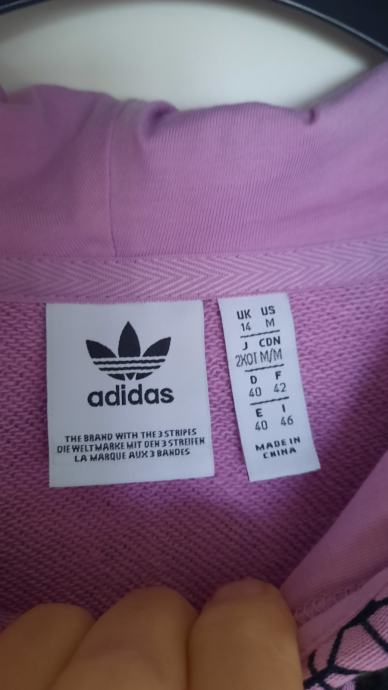 adidas
THE BRAND WITH THE 3 STRIPES
DIE WELTMARKE MIT DEN 3 STREIFEN
LA MARQUE AUX 3 BANDES
UK US
14 M
J CDN
2XOT M/M
D F
40 42
E I
40 46
MADE IN
CHINA